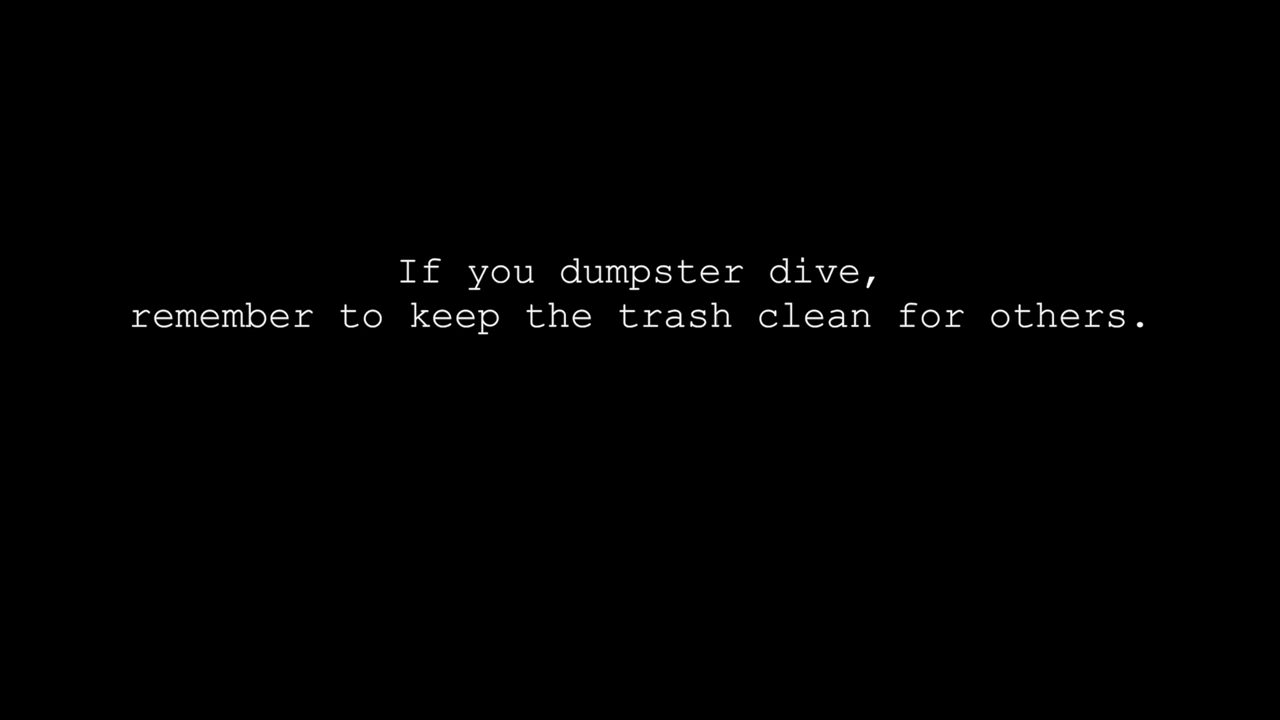 If you dumpster dive,
remember to keep the trash clean for others.